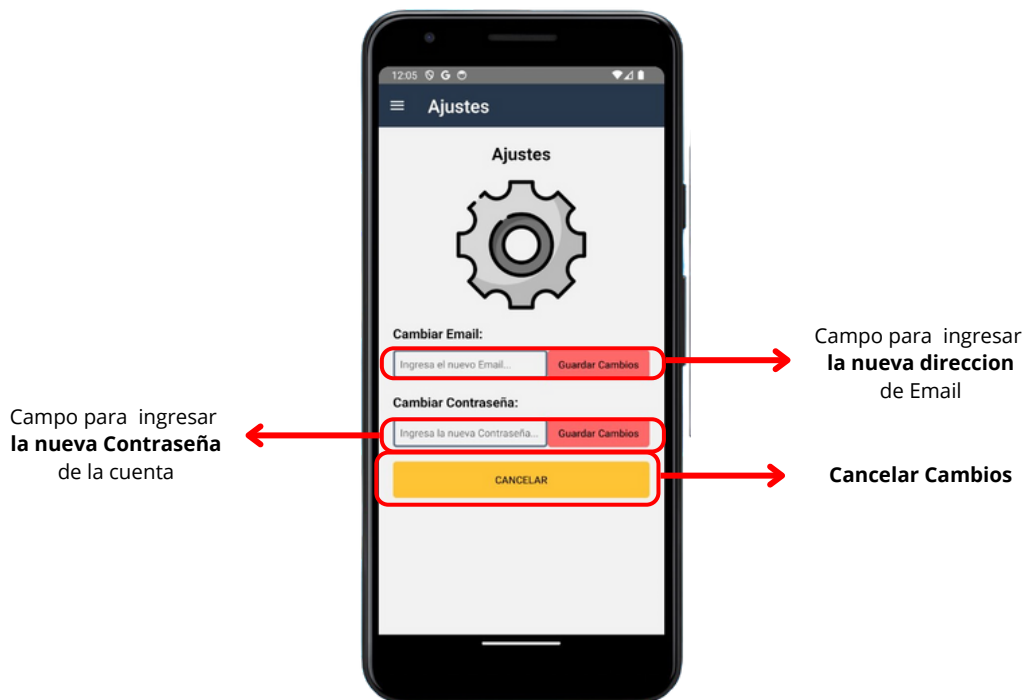 12:05
Ajustes
Ajustes
Cambiar Email:
Ingresa el nuevo Email...
Guardar Cambios
Campo para ingresar
la nueva direccion
de Email
Cambiar Contraseña:
Ingresa la nueva Contraseña...
Guardar Cambios
Campo para ingresar
la nueva Contraseña
de la cuenta
CANCELAR
Cancelar Cambios